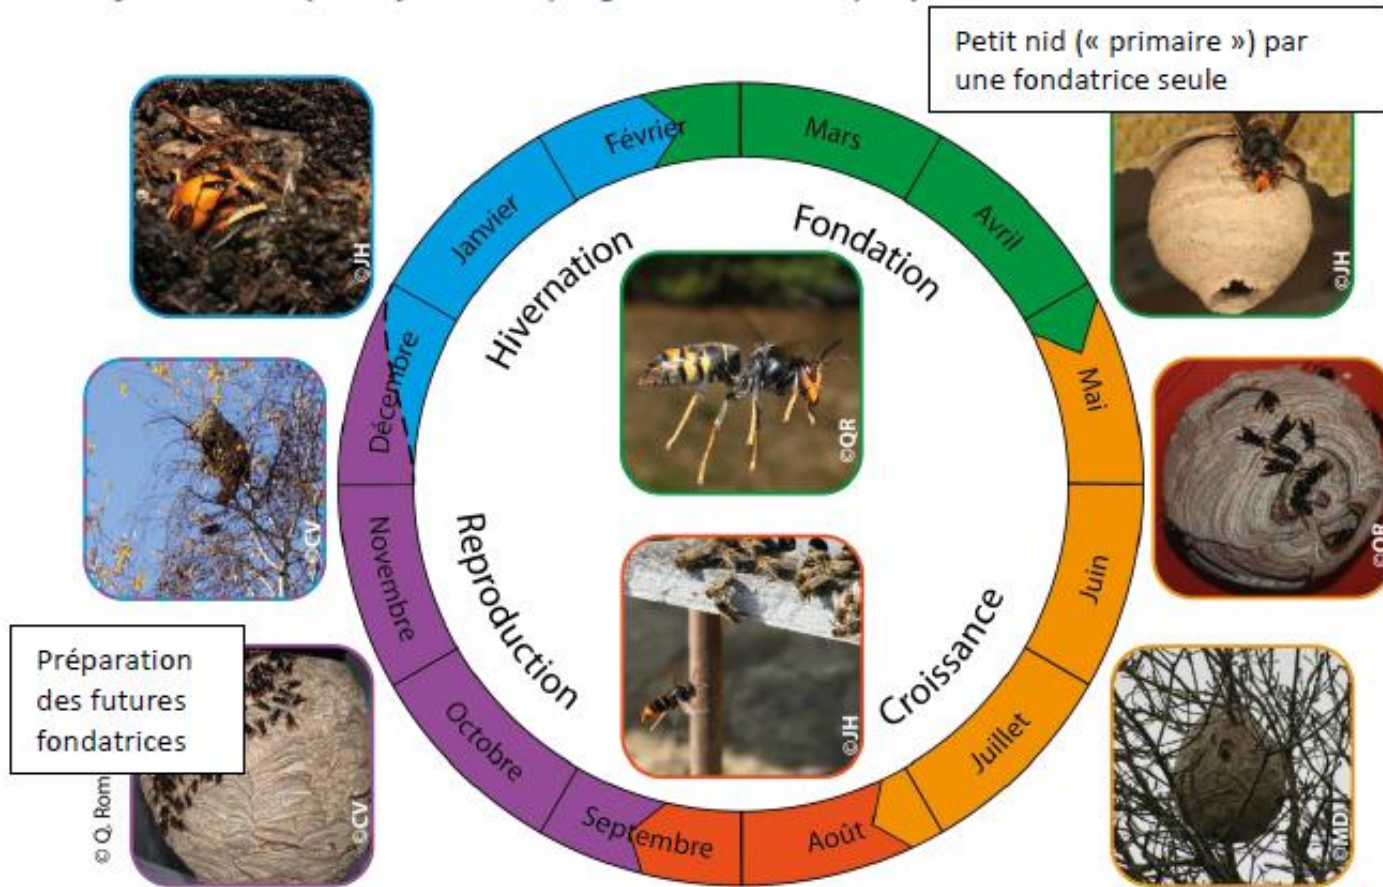 Petit nid (« primaire ») par
une fondatrice seule
Février
Mars
Janvier
Avril
Hivernation
Fondation
©JH
©JH
Décembre
Mai
©QR
©CV
©QR
Novembre
Juin
Reproduction
Croissance
Préparation
des futures
fondatrices
©JH
Octobre
Juillet
Septembre
Août
© Q. Rom
©CV